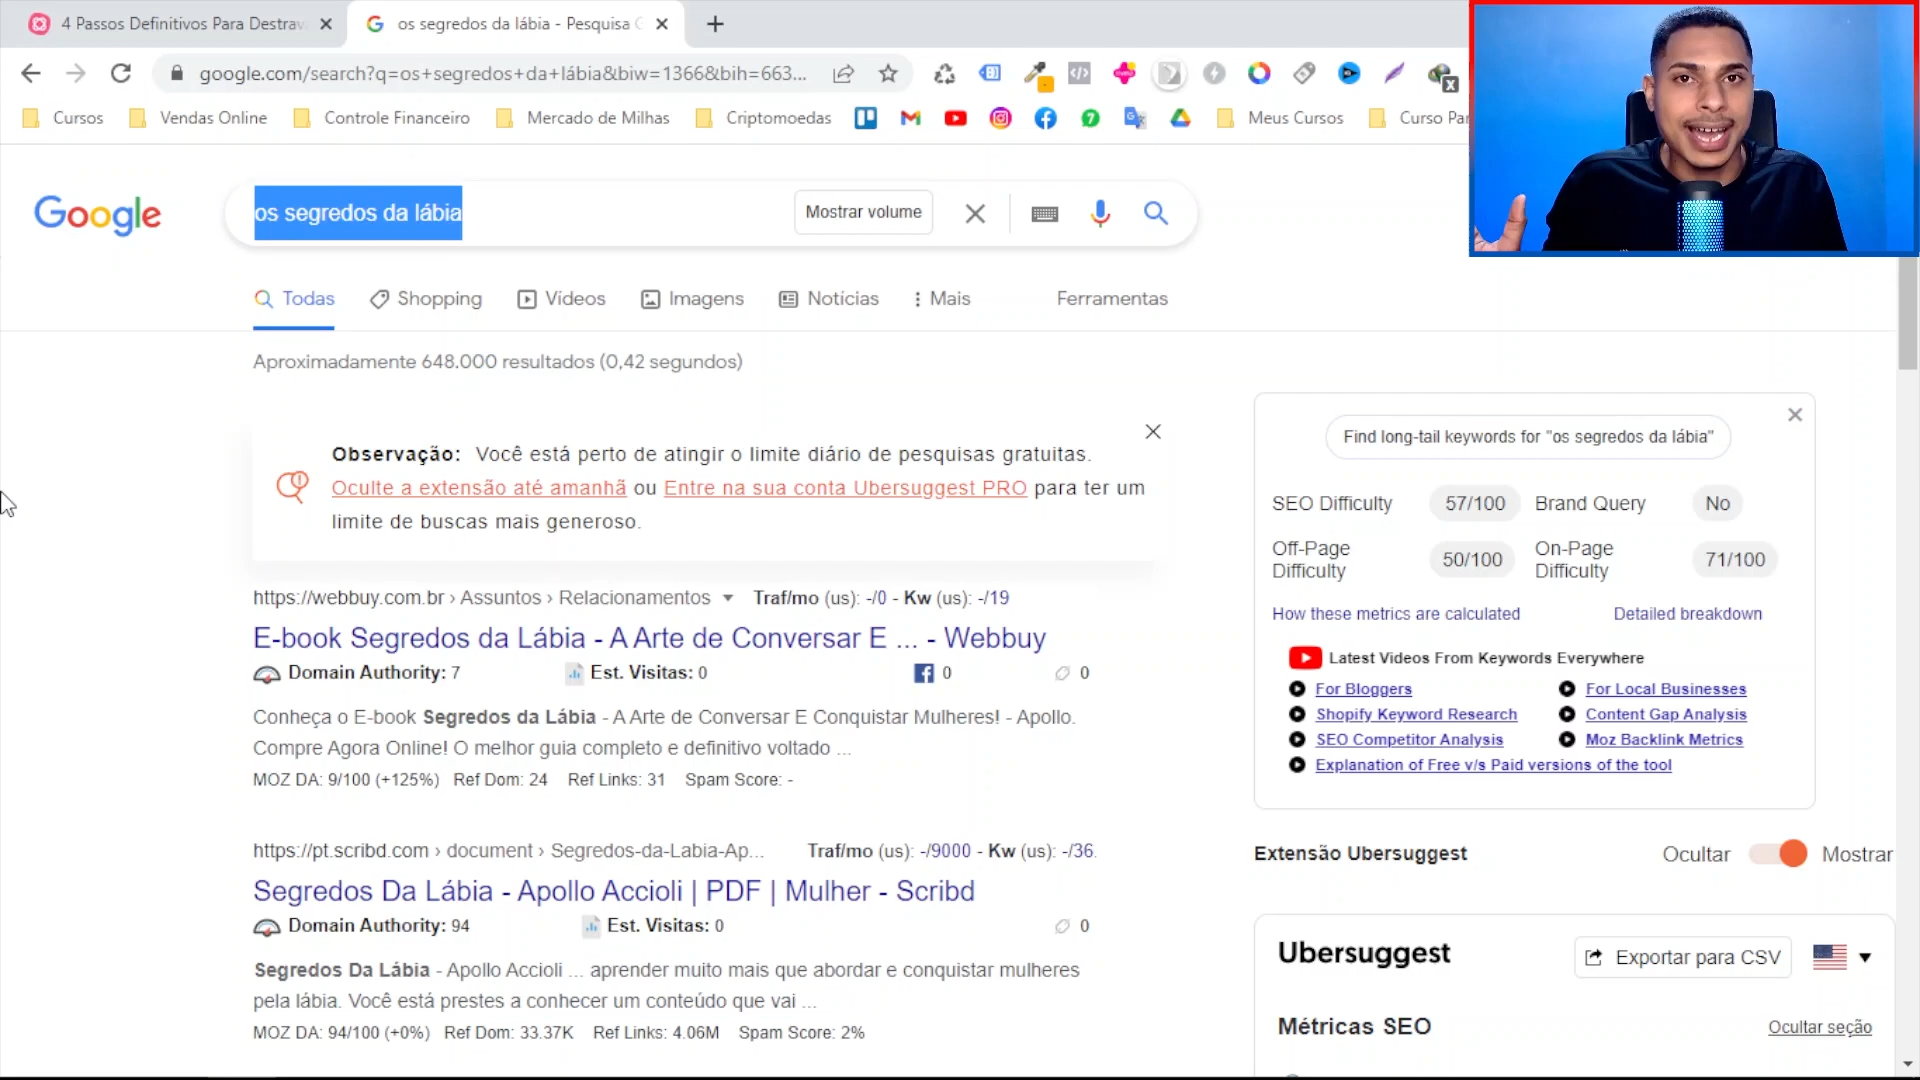 4 Passos Definitivos Para Destrav
os segredos da lábia - Pesquisa G
google.com/search?q=os+segredos+da+lábia&biw=1366&bih=663...
Cursos
Vendas Online
Controle Financeiro
Mercado de Milhas
Criptomoedas
Meus Cursos
Curso Par
Google
os segredos da lábia
Mostrar volume
Todas
Shopping
Vídeos
Imagens
Notícias
Mais
Ferramentas
Aproximadamente 648.000 resultados (0,42 segundos)
Observação: Você está perto de atingir o limite diário de pesquisas gratuitas.
Oculte a extensão até amanhã ou Entre na sua conta Ubersuggest PRO para ter um
limite de buscas mais generoso.
https://webbuy.com.br › Assuntos › Relacionamentos
Traf/mo (us): -/0 - Kw (us): -/19
E-book Segredos da Lábia - A Arte de Conversar E ... - Webbuy
Domain Authority: 7
Est. Visitas: 0
0
0
Conheça o E-book Segredos da Lábia - A Arte de Conversar E Conquistar Mulheres! - Apollo.
Compre Agora Online! O melhor guia completo e definitivo voltado ...
MOZ DA: 9/100 (+125%) Ref Dom: 24 Ref Links: 31 Spam Score: -
https://pt.scribd.com › document › Segredos-da-Labia-Ap...
Traf/mo (us): -/9000 - Kw (us): -/36.
Segredos Da Lábia - Apollo Accioli | PDF | Mulher - Scribd
Domain Authority: 94
Est. Visitas: 0
0
Segredos Da Lábia - Apollo Accioli ... aprender muito mais que abordar e conquistar mulheres
pela lábia. Você está prestes a conhecer um conteúdo que vai ...
MOZ DA: 94/100 (+0%) Ref Dom: 33.37K Ref Links: 4.06M Spam Score: 2%
Find long-tail keywords for "os segredos da lábia"
SEO Difficulty 57/100 Brand Query No
Off-Page Difficulty 50/100 On-Page Difficulty 71/100
How these metrics are calculated
Detailed breakdown
Latest Videos From Keywords Everywhere
For Bloggers
For Local Businesses
Shopify Keyword Research
Content Gap Analysis
SEO Competitor Analysis
Moz Backlink Metrics
Explanation of Free v/s Paid versions of the tool
Extensão Ubersuggest
Ocultar
Mostrar
Ubersuggest
Exportar para CSV
Métricas SEO
Ocultar seção